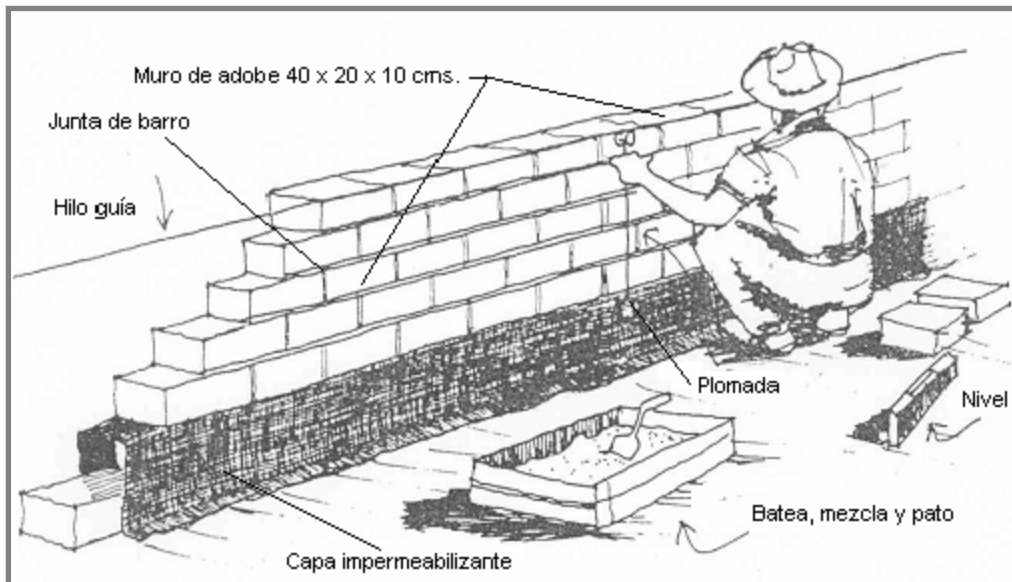 Muro de adobe 40 x 20 x 10 cms.
Junta de barro
Hilo guía
Plomada
Nivel
Batea, mezcla y pato
Capa impermeabilizante